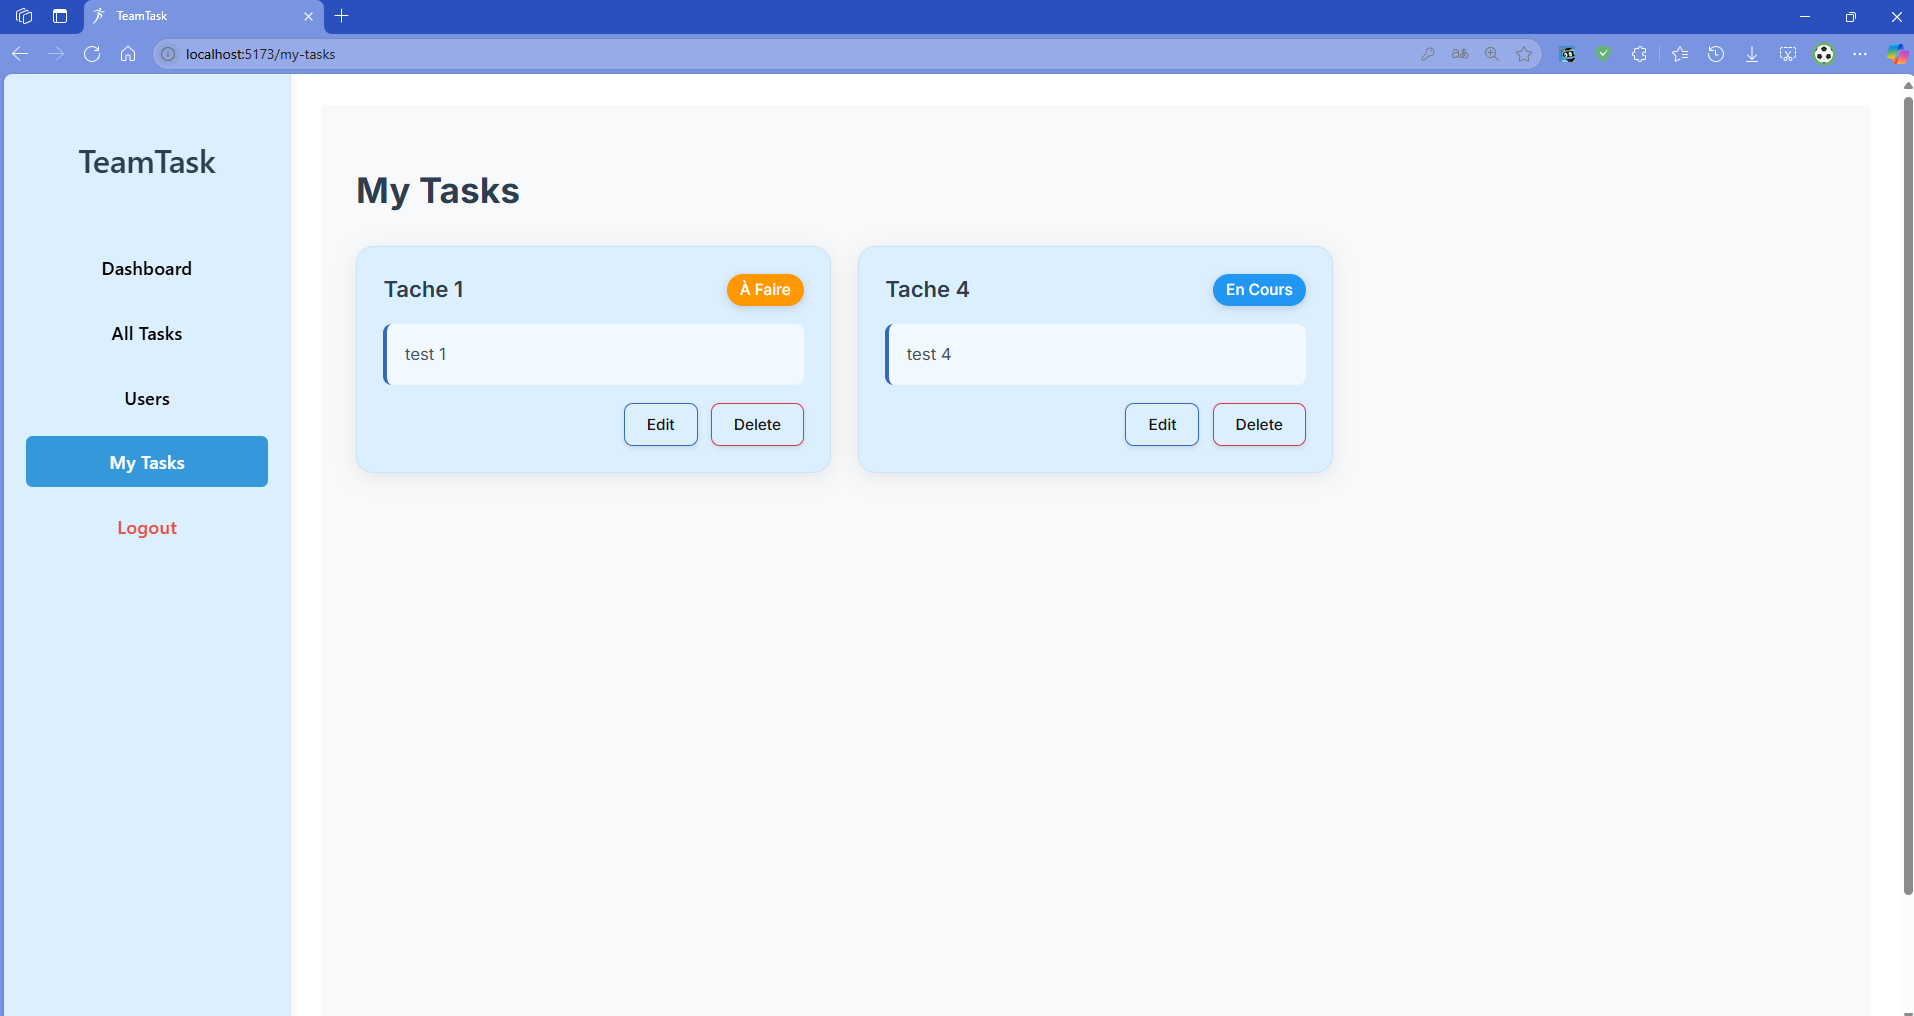 TeamTask
localhost:5173/my-tasks
TeamTask
Dashboard
All Tasks
Users
My Tasks
Logout
My Tasks
Tache 1
À Faire
test 1
Edit
Delete
Tache 4
En Cours
test 4
Edit
Delete